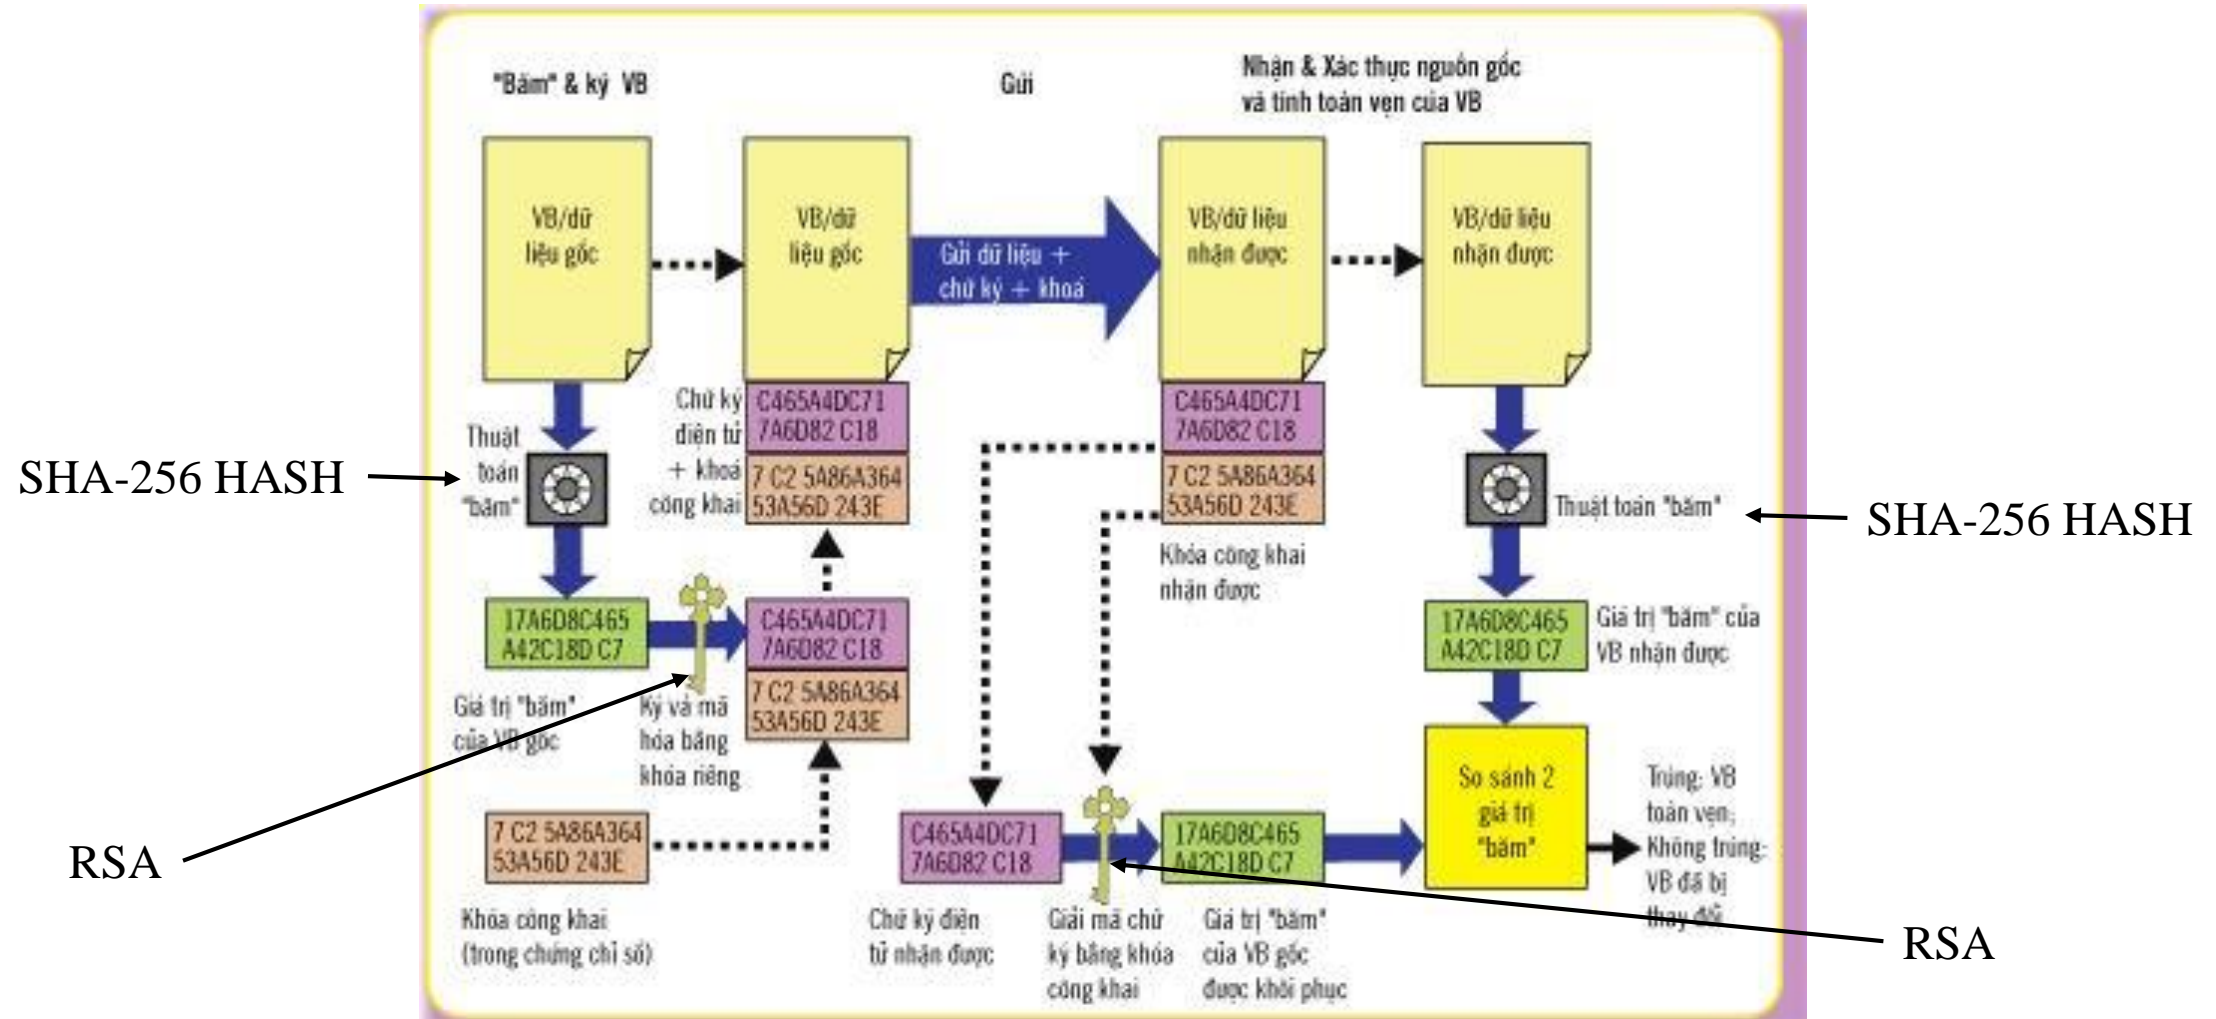 "Băm" & ký VB
Gửi
Nhận & Xác thực nguồn gốc
và tính toàn vẹn của VB
VB/dữ
liệu gốc
VB/dữ
liệu gốc
Gửi dữ liệu +
chữ ký + khoá
VB/dữ liệu
nhận được
VB/dữ liệu
nhận được
Thuật
toán
"băm"
SHA-256 HASH
Chữ ký
điện tử
+ khoá
công khai
C465A4DC71
7A6D82 C18
7 C2 5A86A364
53A56D 243E
C465A4DC71
7A6D82 C18
7 C2 5A86A364
53A56D 243E
Khóa công khai
nhận được
Thuật toán "băm"
SHA-256 HASH
17A6D8C465
A42C18D C7
Giá trị "băm"
của VB gốc
Ký và mã
hóa bằng
khóa riêng
C465A4DC71
7A6D82 C18
7 C2 5A86A364
53A56D 243E
17A6D8C465
A42C18D C7
Giá trị "băm" của
VB nhận được
RSA
7 C2 5A86A364
53A56D 243E
Khóa công khai
(trong chứng chỉ số)
C465A4DC71
7A6D82 C18
Chữ ký điện
tử nhận được
Giải mã chữ
ký bằng khóa
công khai
17A6D8C465
A42C18D C7
Giá trị "băm"
của VB gốc
được khôi phục
So sánh 2
giá trị
"băm"
Trùng: VB
toàn vẹn;
Không trùng:
VB đã bị
thay đổi
RSA